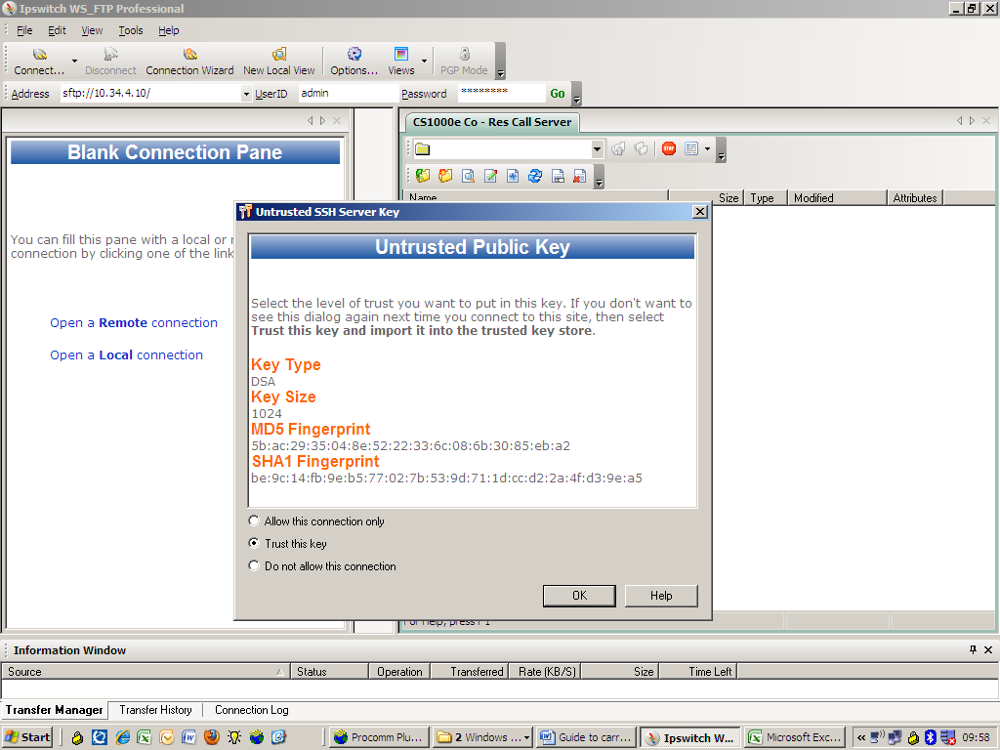 Ipswitch WS_FTP Professional
File Edit View Tools Help
Connect... Disconnect Connection Wizard New Local View Options... Views PGP Mode
Address sftp://10.34.4.10/ UserID admin Password ******** Go
CS1000e Co - Res Call Server
Blank Connection Pane
STOP
Name Size Type Modified Attributes
Untrusted SSH Server Key
You can fill this pane with a local or
connection by clicking one of the link
Open a Remote connection
Open a Local connection
Untrusted Public Key
Select the level of trust you want to put in this key. If you don't want to
see this dialog again next time you connect to this site, then select
Trust this key and import it into the trusted key store.
Key Type
DSA
Key Size
1024
MD5 Fingerprint
5b:ac:29:35:04:8e:52:22:33:6c:08:6b:30:85:eb:a2
SHA1 Fingerprint
be:9c:14:fb:9e:b5:77:02:7b:53:9d:71:1d:cc:d2:2a:4f:d3:9e:a5
Allow this connection only
Trust this key
Do not allow this connection
OK Help
For Help, press F1
Information Window
Source Status Operation Transferred Rate (KB/S) Size Time Left
Transfer Manager Transfer History Connection Log
Start Procomm Plu... 2 Windows ... Guide to carr... Ipswitch W... Microsoft Exc... « 09:58